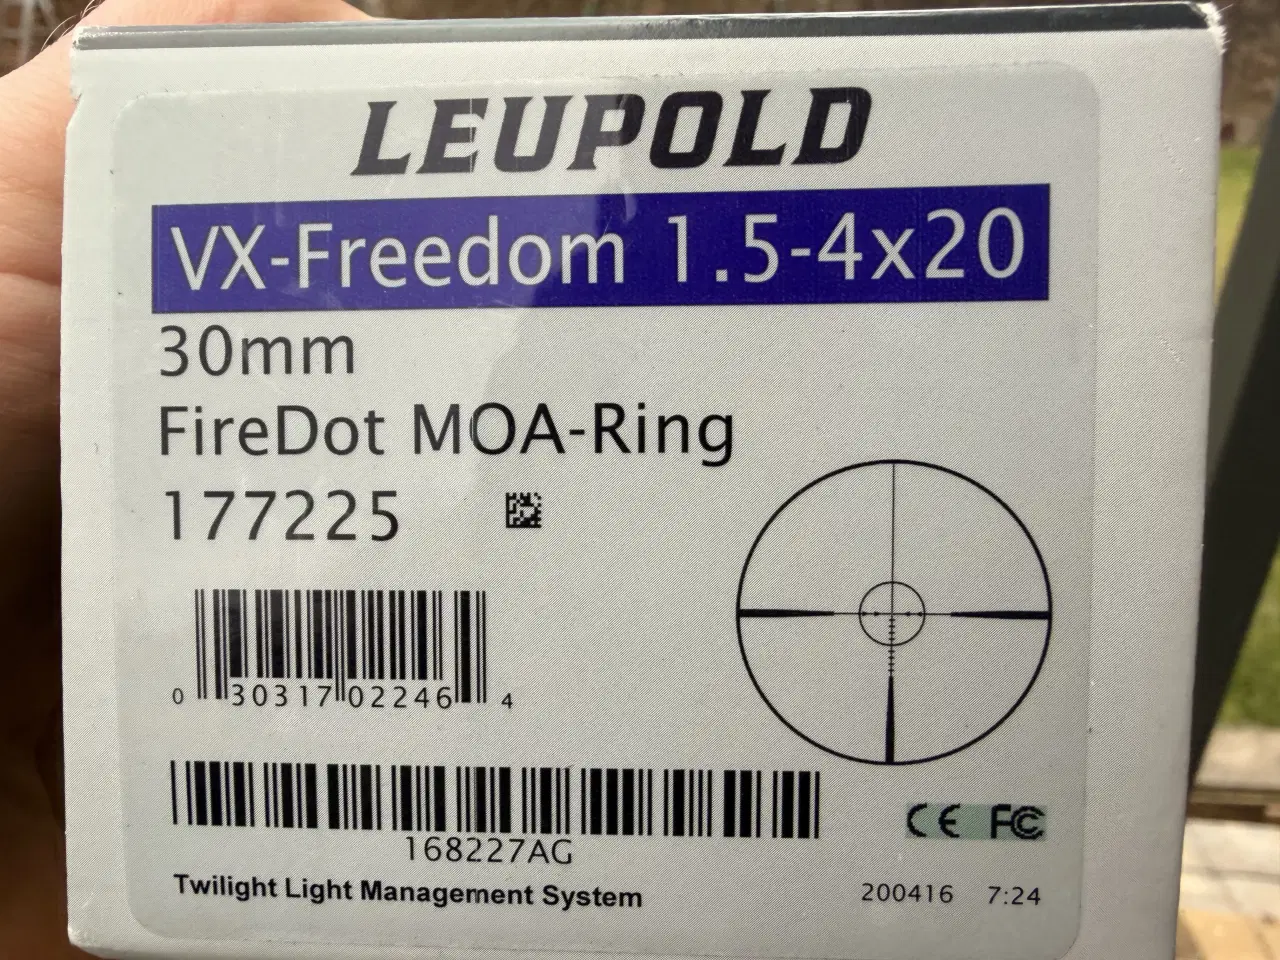 LEUPOLD
VX-Freedom 1.5-4x20
30mm
FireDot MOA-Ring
177225
0 30317 02246 4
168227AG
CE FC
Twilight Light Management System
200416 7:24